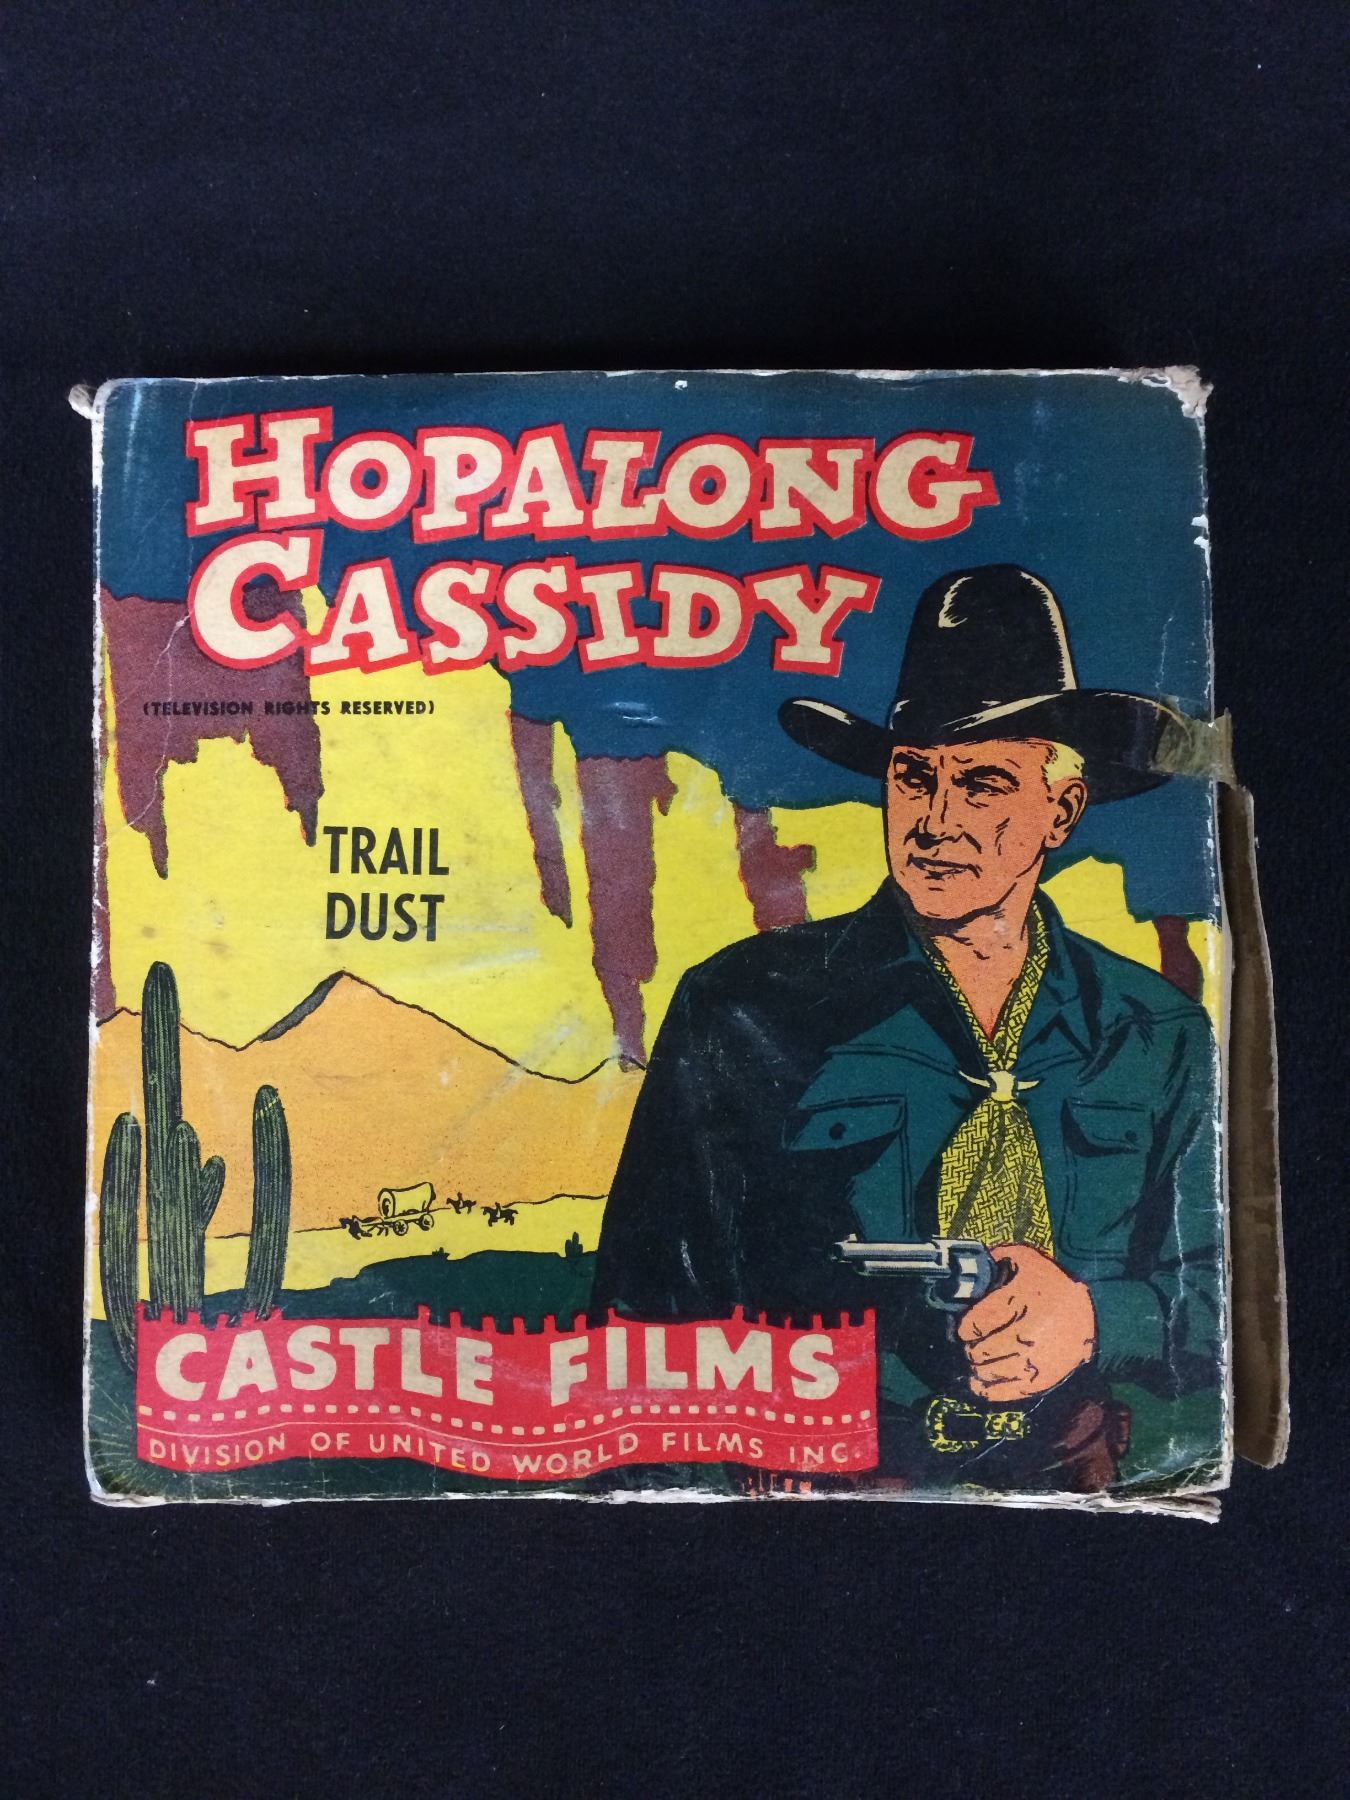 HOPALONG
CASSIDY
(TELEVISION RIGHTS RESERVED)
TRAIL
DUST
CASTLE FILMS
DIVISION OF UNITED WORLD FILMS INC.